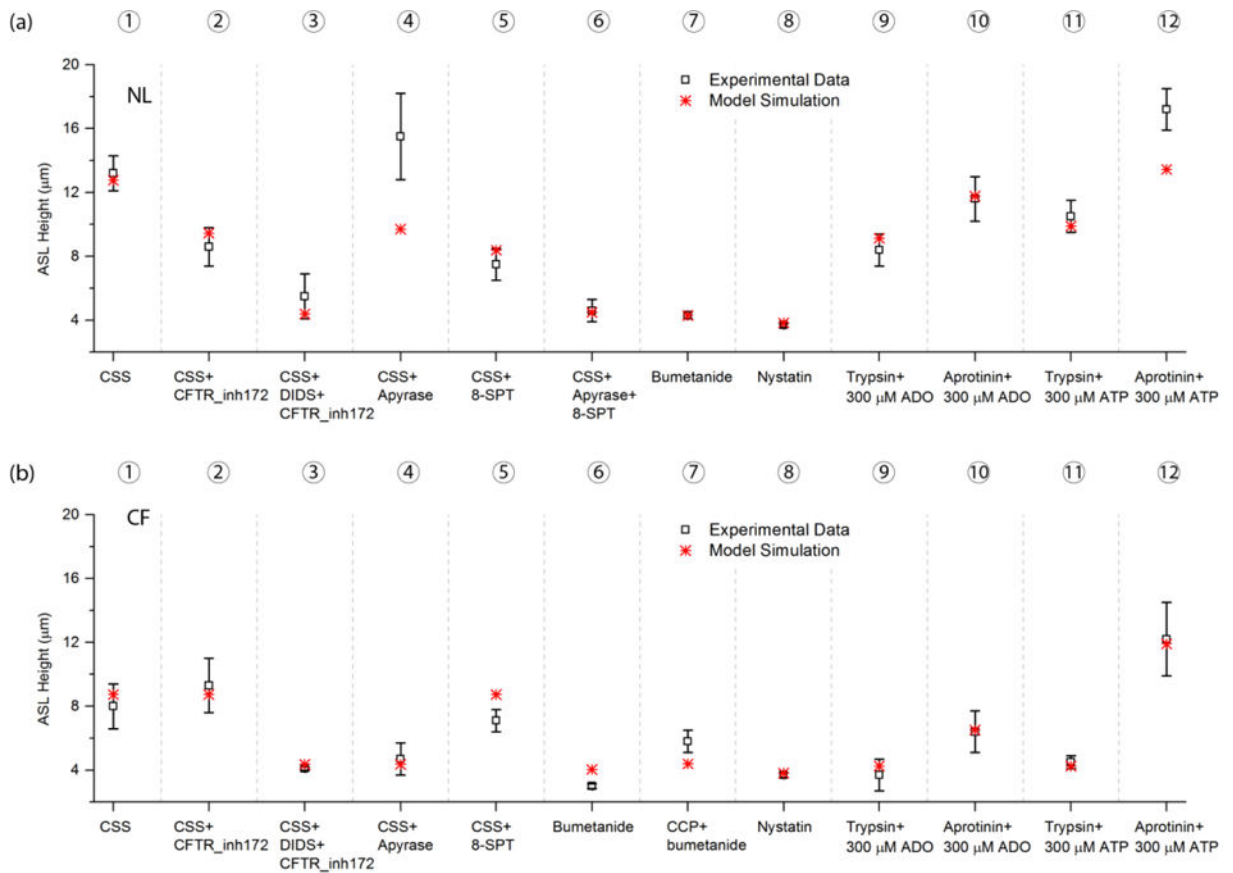 (a) ① ② ③ ④ ⑤ ⑥ ⑦ ⑧ ⑨ ⑩ ⑪ ⑫
20
NL
Experimental Data
Model Simulation
16
12
8
4
ASL Height (μm)
CSS
CSS+
CFTR_inh172
CSS+
DIDS+
CFTR_inh172
CSS+
Apyrase
CSS+
8-SPT
CSS+
Apyrase+
8-SPT
Bumetanide
Nystatin
Trypsin+
300 μM ADO
Aprotinin+
300 μM ADO
Trypsin+
300 μM ATP
Aprotinin+
300 μM ATP
(b) ① ② ③ ④ ⑤ ⑥ ⑦ ⑧ ⑨ ⑩ ⑪ ⑫
20
CF
Experimental Data
Model Simulation
16
12
8
4
ASL Height (μm)
CSS
CSS+
CFTR_inh172
CSS+
DIDS+
CFTR_inh172
CSS+
Apyrase
CSS+
8-SPT
Bumetanide
CCP+
bumetanide
Nystatin
Trypsin+
300 μM ADO
Aprotinin+
300 μM ADO
Trypsin+
300 μM ATP
Aprotinin+
300 μM ATP